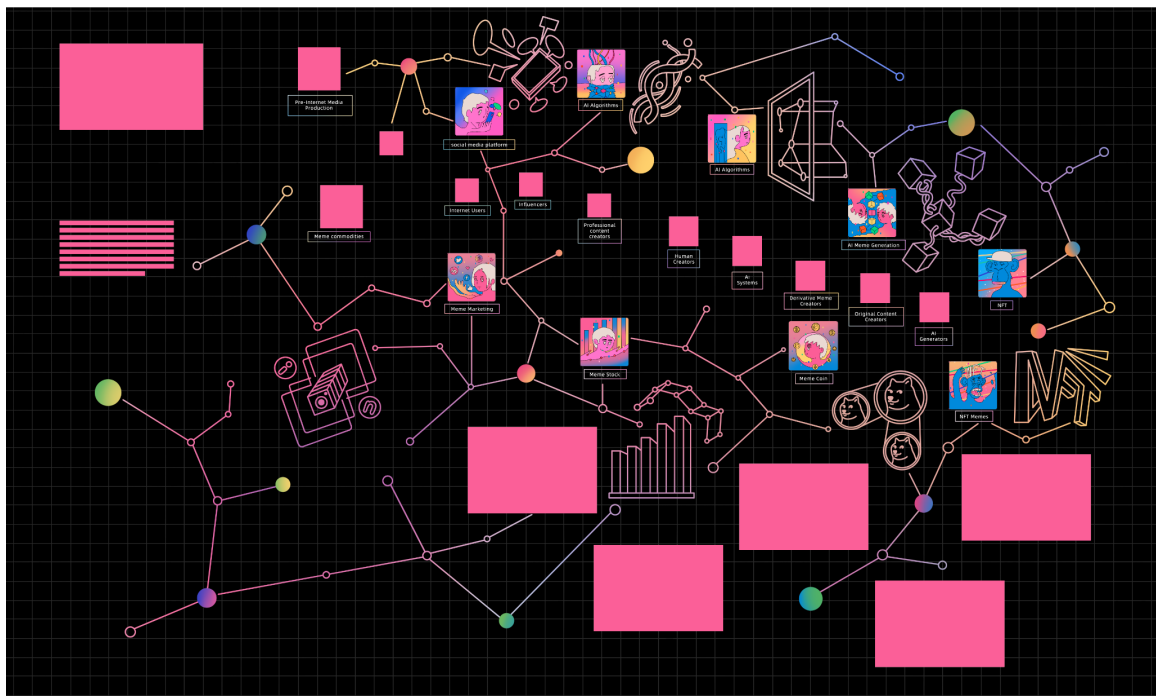 Pre-Internet Media
Production
AI Algorithms
social media platform
AI Algorithms
Internet Users
Influencers
Professional
content
creators
Meme commodities
Human
Creators
AI
Systems
AI Meme Generation
Derivative Meme
Creators
Original Content
Creators
AI
Generators
NFT
Meme Marketing
Meme Stock
Meme Coin
NFT Memes
NFT